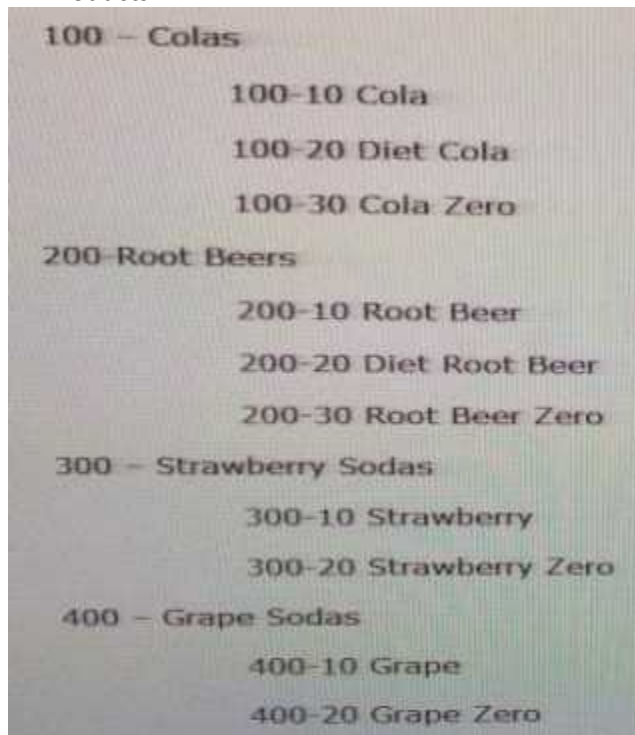 100 – Colas
100-10 Cola
100-20 Diet Cola
100-30 Cola Zero
200-Root Beers
200-10 Root Beer
200-20 Diet Root Beer
200-30 Root Beer Zero
300 – Strawberry Sodas
300-10 Strawberry
300-20 Strawberry Zero
400 – Grape Sodas
400-10 Grape
400-20 Grape Zero